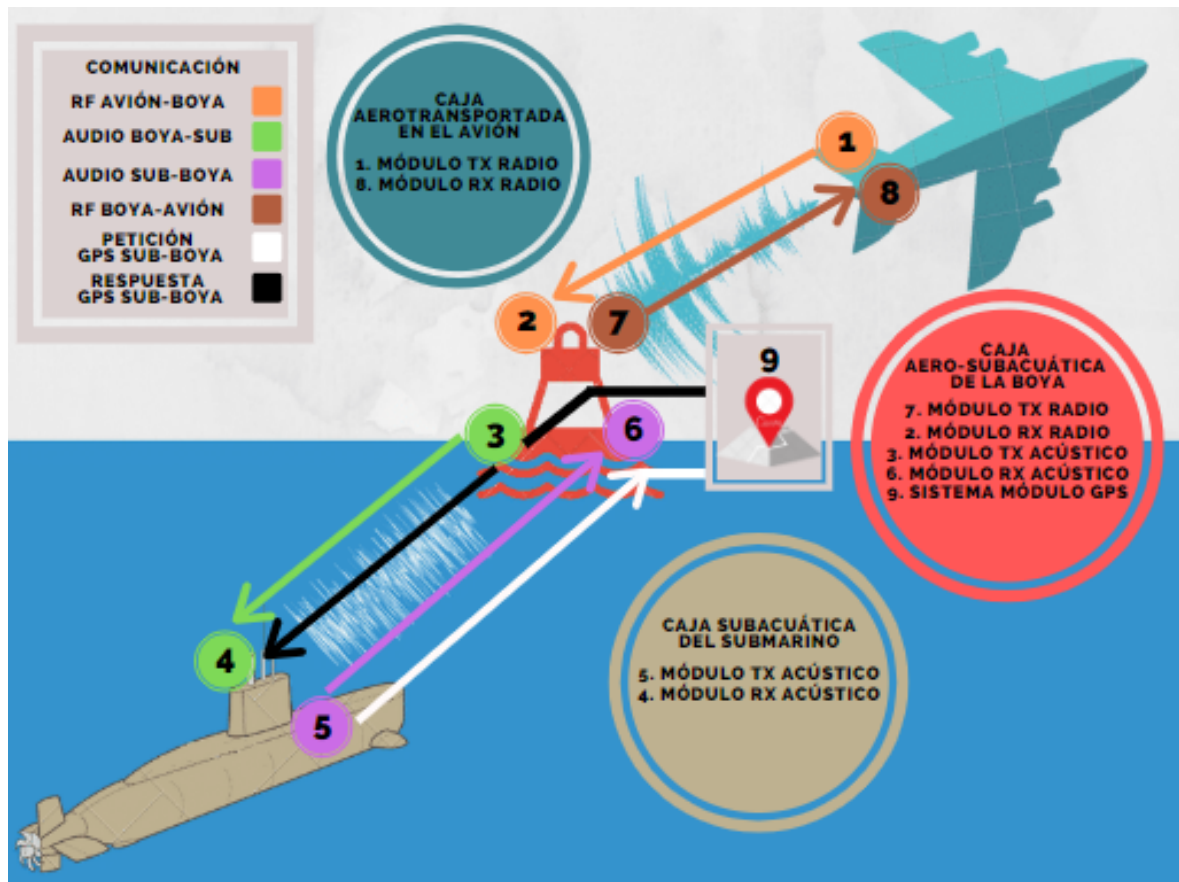 COMUNICACIÓN
RF AVIÓN-BOYA
AUDIO BOYA-SUB
AUDIO SUB-BOYA
RF BOYA-AVIÓN
PETICIÓN
GPS SUB-BOYA
RESPUESTA
GPS SUB-BOYA
CAJA
AEROTRANSPORTADA
EN EL AVIÓN
1. MÓDULO TX RADIO
8. MÓDULO RX RADIO
1
8
2
7
9
3
6
CAJA
AERO-SUBACUÁTICA
DE LA BOYA
7. MÓDULO TX RADIO
2. MÓDULO RX RADIO
3. MÓDULO TX ACÚSTICO
6. MÓDULO RX ACÚSTICO
9. SISTEMA MÓDULO GPS
4
5
CAJA SUBACUÁTICA
DEL SUBMARINO
5. MÓDULO TX ACÚSTICO
4. MÓDULO RX ACÚSTICO